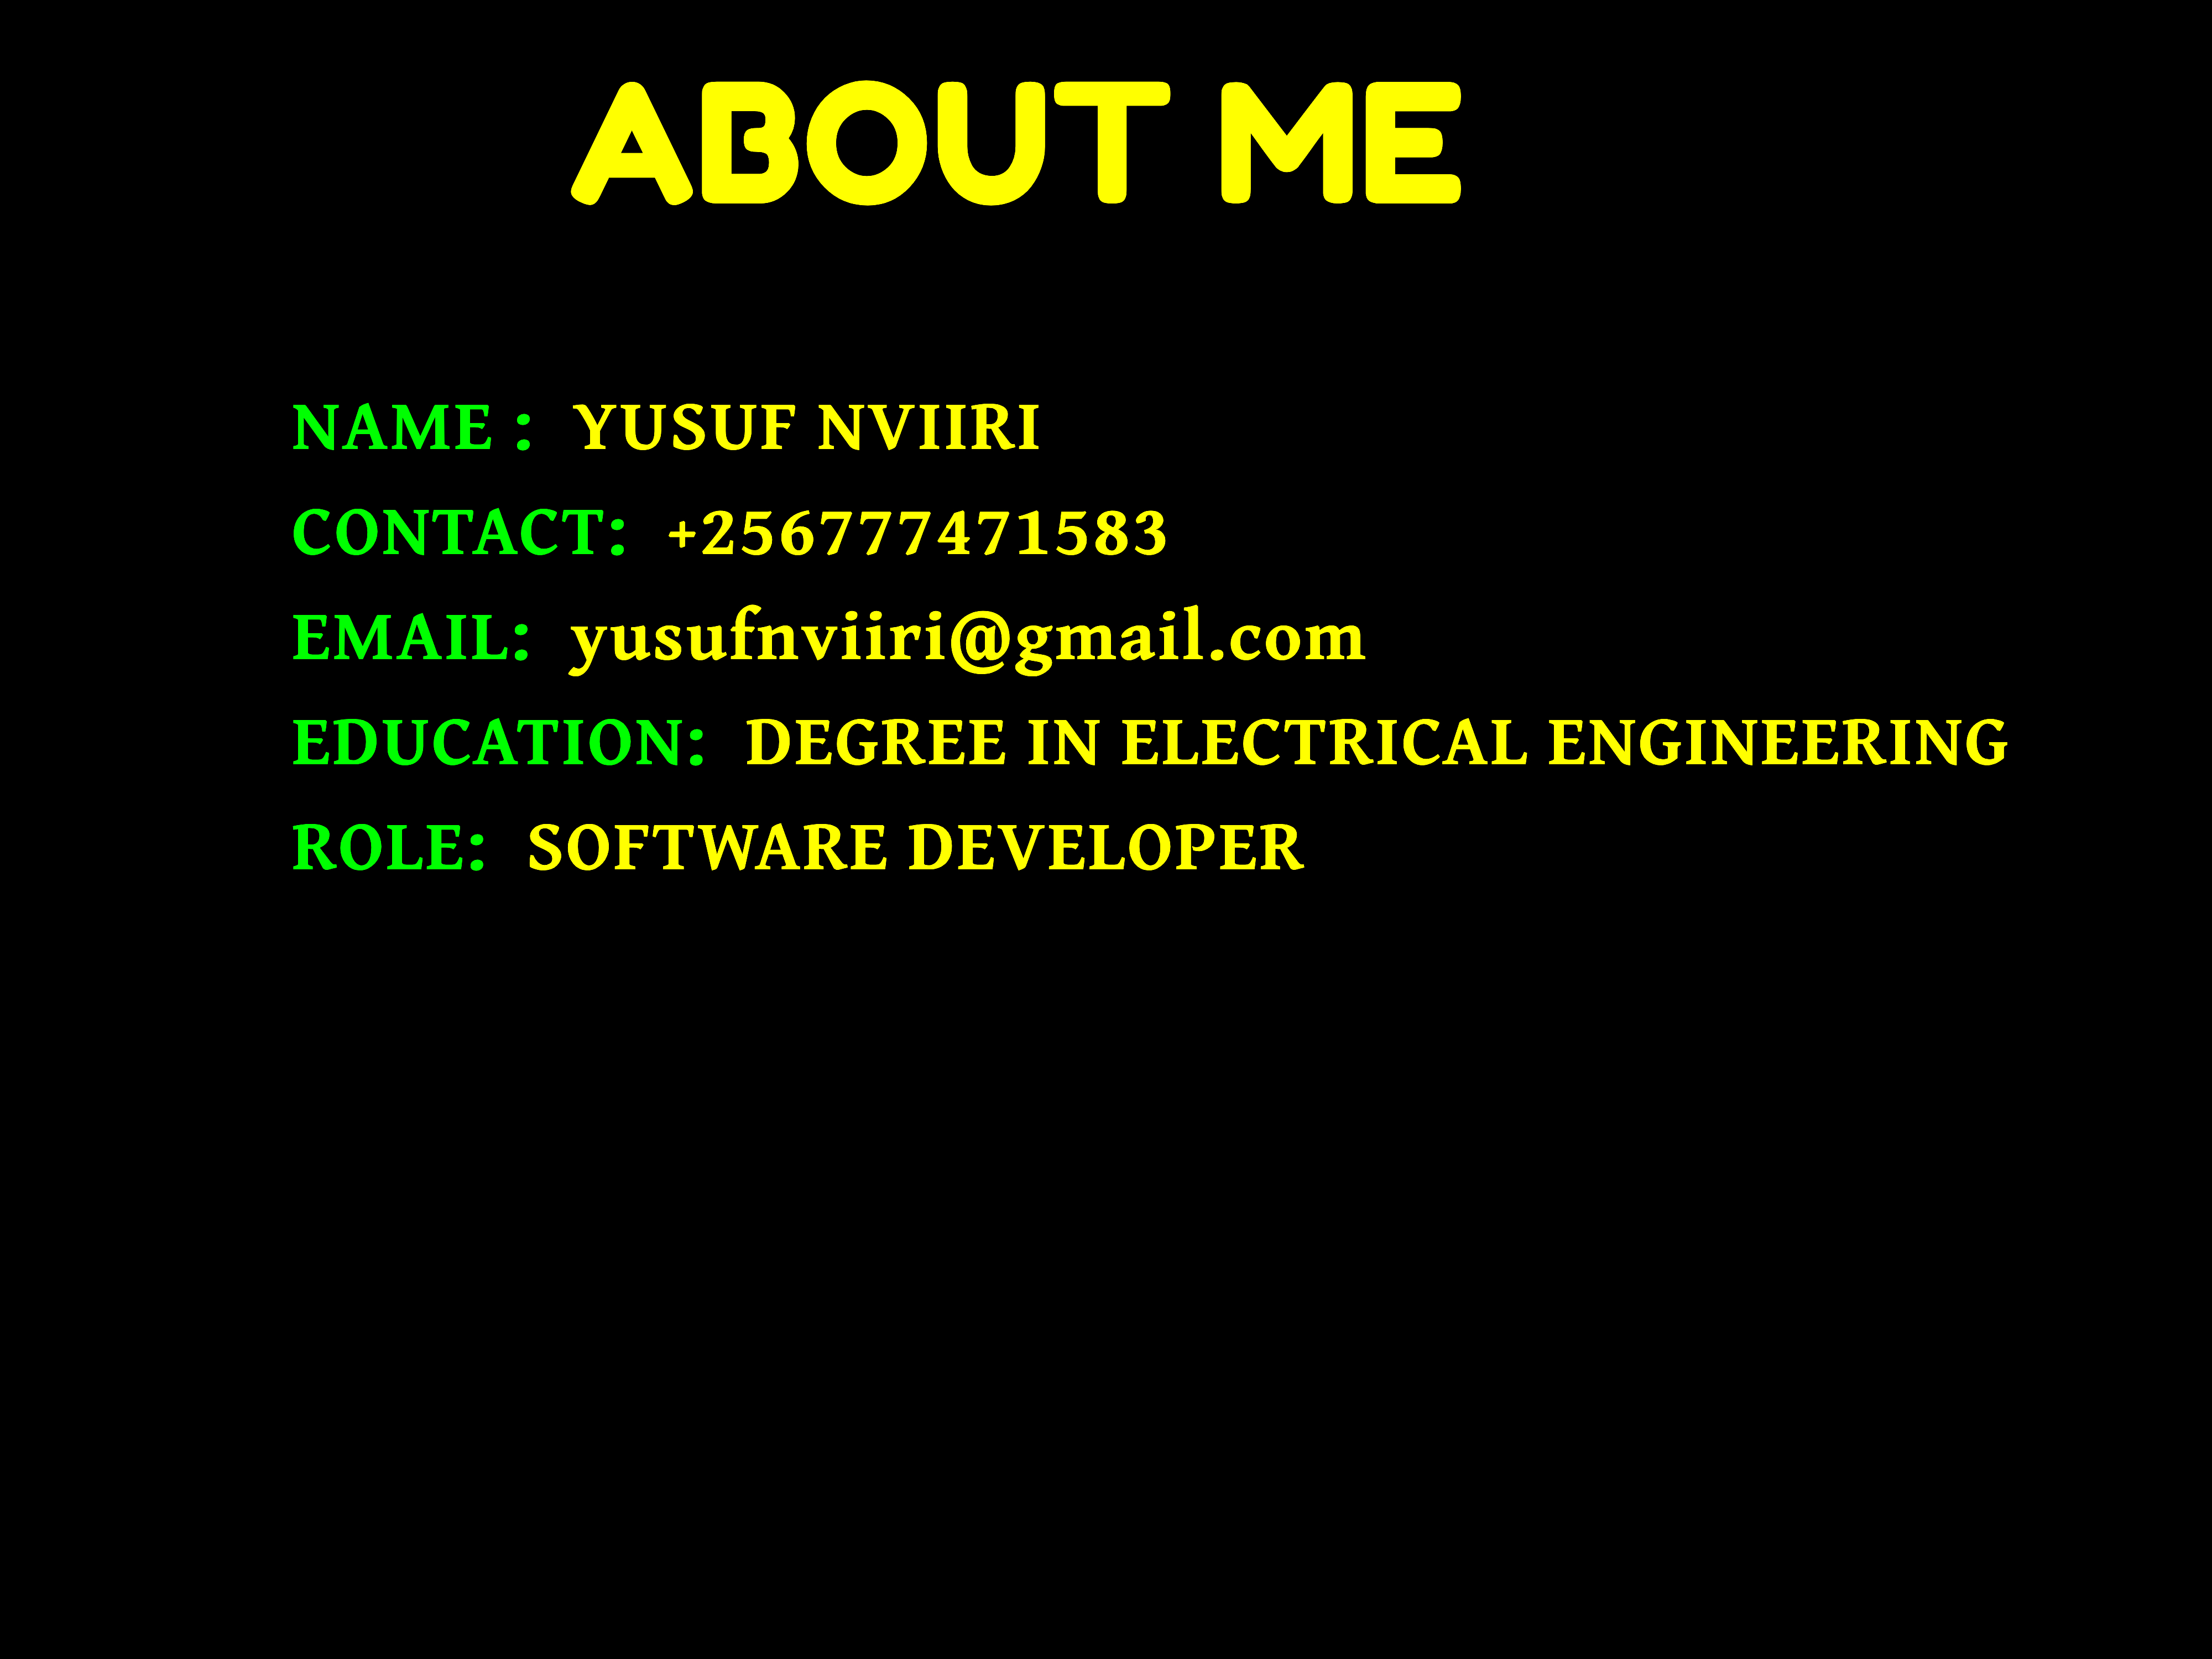 ABOUT ME
NAME : YUSUF NVIIRI
CONTACT: +256777471583
EMAIL: yusufnviiri@gmail.com
EDUCATION: DEGREE IN ELECTRICAL ENGINEERING
ROLE: SOFTWARE DEVELOPER